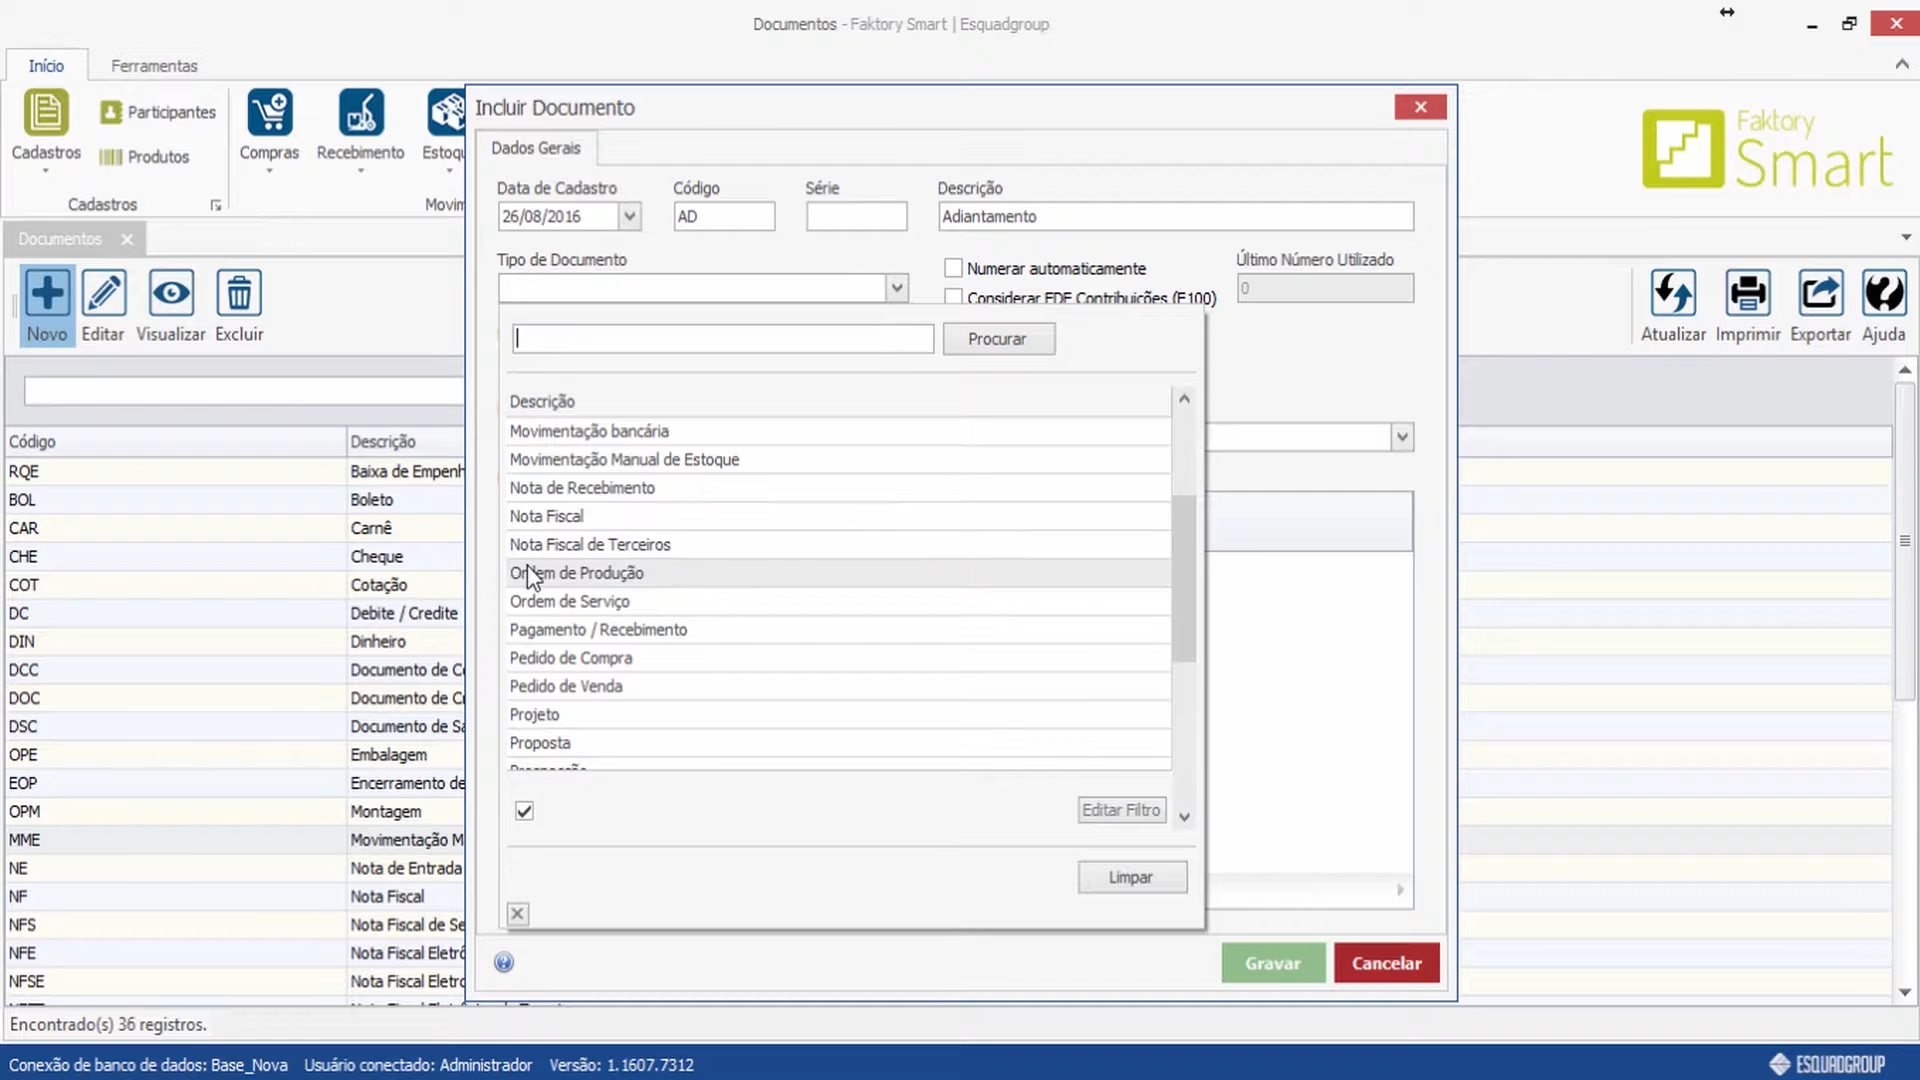 Documentos - Faktory Smart | Esquadgroup
Início Ferramentas
Cadastros
Participantes
Produtos
Compras
Recebimento
Cadastros
Faktory
Smart
Documentos
Novo Editar Visualizar Excluir
Atualizar Imprimir Exportar Ajuda
Código Descrição
RQE
BOL Boleto
CAR Carnê
CHE Cheque
COT Cotação
DC Debite / Credite
DIN Dinheiro
DCC Documento de
DOC Documento de
DSC Documento de
OPE Embalagem
EOP Encerramento de
OPM Montagem
MME Movimentação
NE Nota de Entrada
NF Nota Fiscal
NFS Nota Fiscal de
NFE Nota Fiscal
NFSE Nota Fiscal
Incluir Documento
Dados Gerais
Data de Cadastro Código Série Descrição
26/08/2016 AD Adiantamento
Tipo de Documento
Numerar automaticamente
Último Número Utilizado
Considerar EDE Contribuições (F100)
0
Procurar
Descrição
Movimentação bancária
Movimentação Manual de Estoque
Nota de Recebimento
Nota Fiscal
Nota Fiscal de Terceiros
Ordem de Produção
Ordem de Serviço
Pagamento / Recebimento
Pedido de Compra
Pedido de Venda
Projeto
Proposta
Editar Filtro
Limpar
Gravar Cancelar
Encontrado(s) 36 registros.
Conexão de banco de dados: Base_Nova Usuário conectado: Administrador Versão: 1.1607.7312
ESQUADGROUP